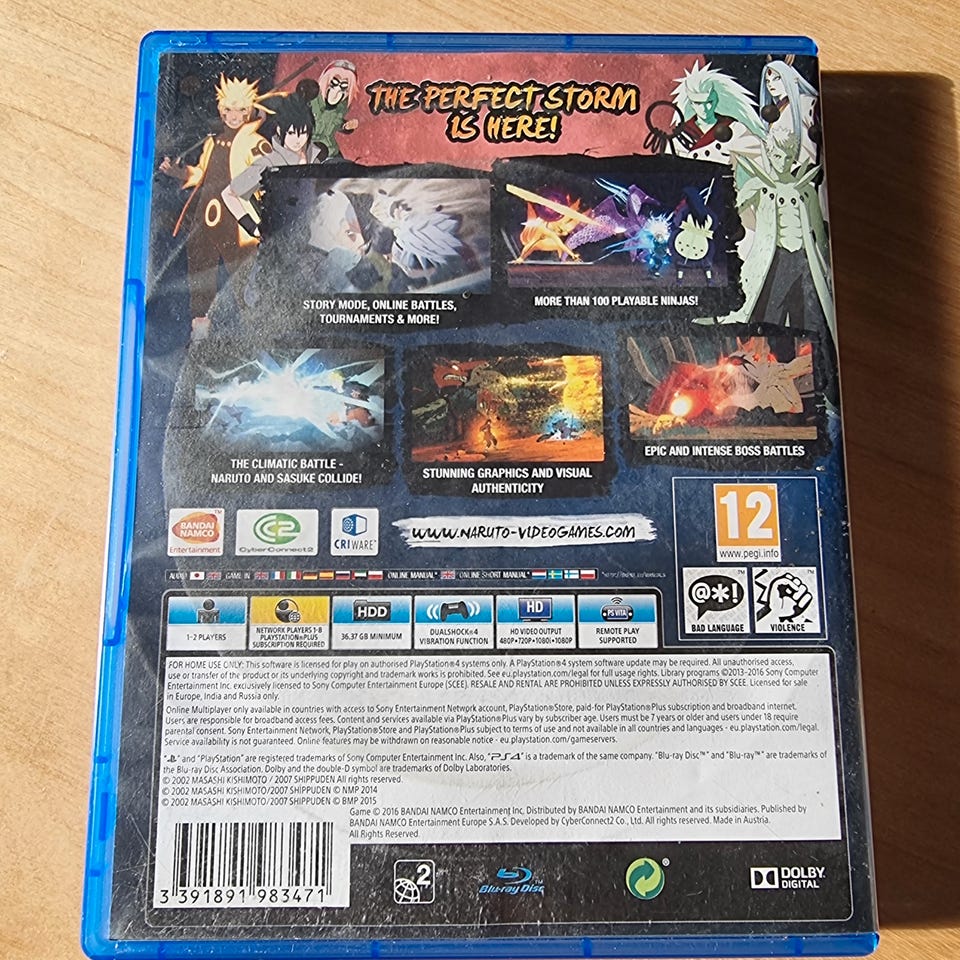 THE PERFECT STORM
IS HERE!
STORY MODE, ONLINE BATTLES,
TOURNAMENTS & MORE!
MORE THAN 100 PLAYABLE NINJAS!
THE CLIMATIC BATTLE -
NARUTO AND SASUKE COLLIDE!
STUNNING GRAPHICS AND VISUAL
AUTHENTICITY
EPIC AND INTENSE BOSS BATTLES
BANDAI
NAMCO
Entertainment
C2
CyberConnect2
CRIWARE™
WWW.NARUTO-VIDEOGAMES.COM
12
www.pegi.info
@*!
BAD LANGUAGE
VIOLENCE
AUDIO
GAME IN
ONLINE MANUAL*
ONLINE SHORT MANUAL*
1-2 PLAYERS
NETWORK PLAYERS 1-8
PLAYSTATION®PLUS
SUBSCRIPTION REQUIRED
HDD
36.37 GB MINIMUM
DUALSHOCK®4
VIBRATION FUNCTION
HD
HD VIDEO OUTPUT
480P•720P•1080i•1080P
PS VITA
REMOTE PLAY
SUPPORTED
FOR HOME USE ONLY: This software is licensed for play on authorised PlayStation®4 systems only. A PlayStation®4 system software update may be required. All unauthorised access,
use or transfer of the product or its underlying copyright and trademark works is prohibited. See eu.playstation.com/legal for full usage rights. Library programs ©2013-2016 Sony Computer
Entertainment Inc. exclusively licensed to Sony Computer Entertainment Europe (SCEE). RESALE AND RENTAL ARE PROHIBITED UNLESS EXPRESSLY AUTHORISED BY SCEE. Licensed for sale
in Europe, India and Russia only.
Online Multiplayer only available in countries with access to Sony Entertainment Network account, PlayStation®Store, paid-for PlayStation®Plus subscription and broadband internet.
Users are responsible for broadband access fees. Content and services available via PlayStation®Plus vary by subscriber age. Users must be 7 years or older and users under 18 require
parental consent. Sony Entertainment Network, PlayStation®Store and PlayStation®Plus subject to terms of use and not available in all countries and languages - eu.playstation.com/legal.
Service availability is not guaranteed. Online features may be withdrawn on reasonable notice - eu.playstation.com/gameservers.
" " and "PlayStation" are registered trademarks of Sony Computer Entertainment Inc. Also, "PS4" is a trademark of the same company. "Blu-ray Disc™" and "Blu-ray™" are trademarks of
the Blu-ray Disc Association. Dolby and the double-D symbol are trademarks of Dolby Laboratories.
© 2002 MASASHI KISHIMOTO / 2007 SHIPPUDEN All rights reserved.
© 2002 MASASHI KISHIMOTO/2007 SHIPPUDEN © NMP 2014
© 2002 MASASHI KISHIMOTO/2007 SHIPPUDEN © BMP 2015
Game © 2016 BANDAI NAMCO Entertainment Inc. Distributed by BANDAI NAMCO Entertainment and its subsidiaries. Published by
BANDAI NAMCO Entertainment Europe S.A.S. Developed by CyberConnect2 Co., Ltd. All rights reserved. Made in Austria.
All Rights Reserved.
3 391891 983471
2
Blu-ray Disc
DOLBY
DIGITAL